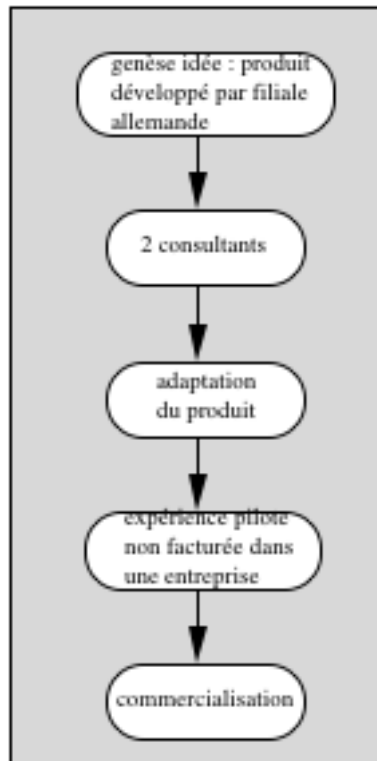 genèse idée : produit
développé par filiale
allemande
2 consultants
adaptation
du produit
expérience pilote
non facturée dans
une entreprise
commercialisation